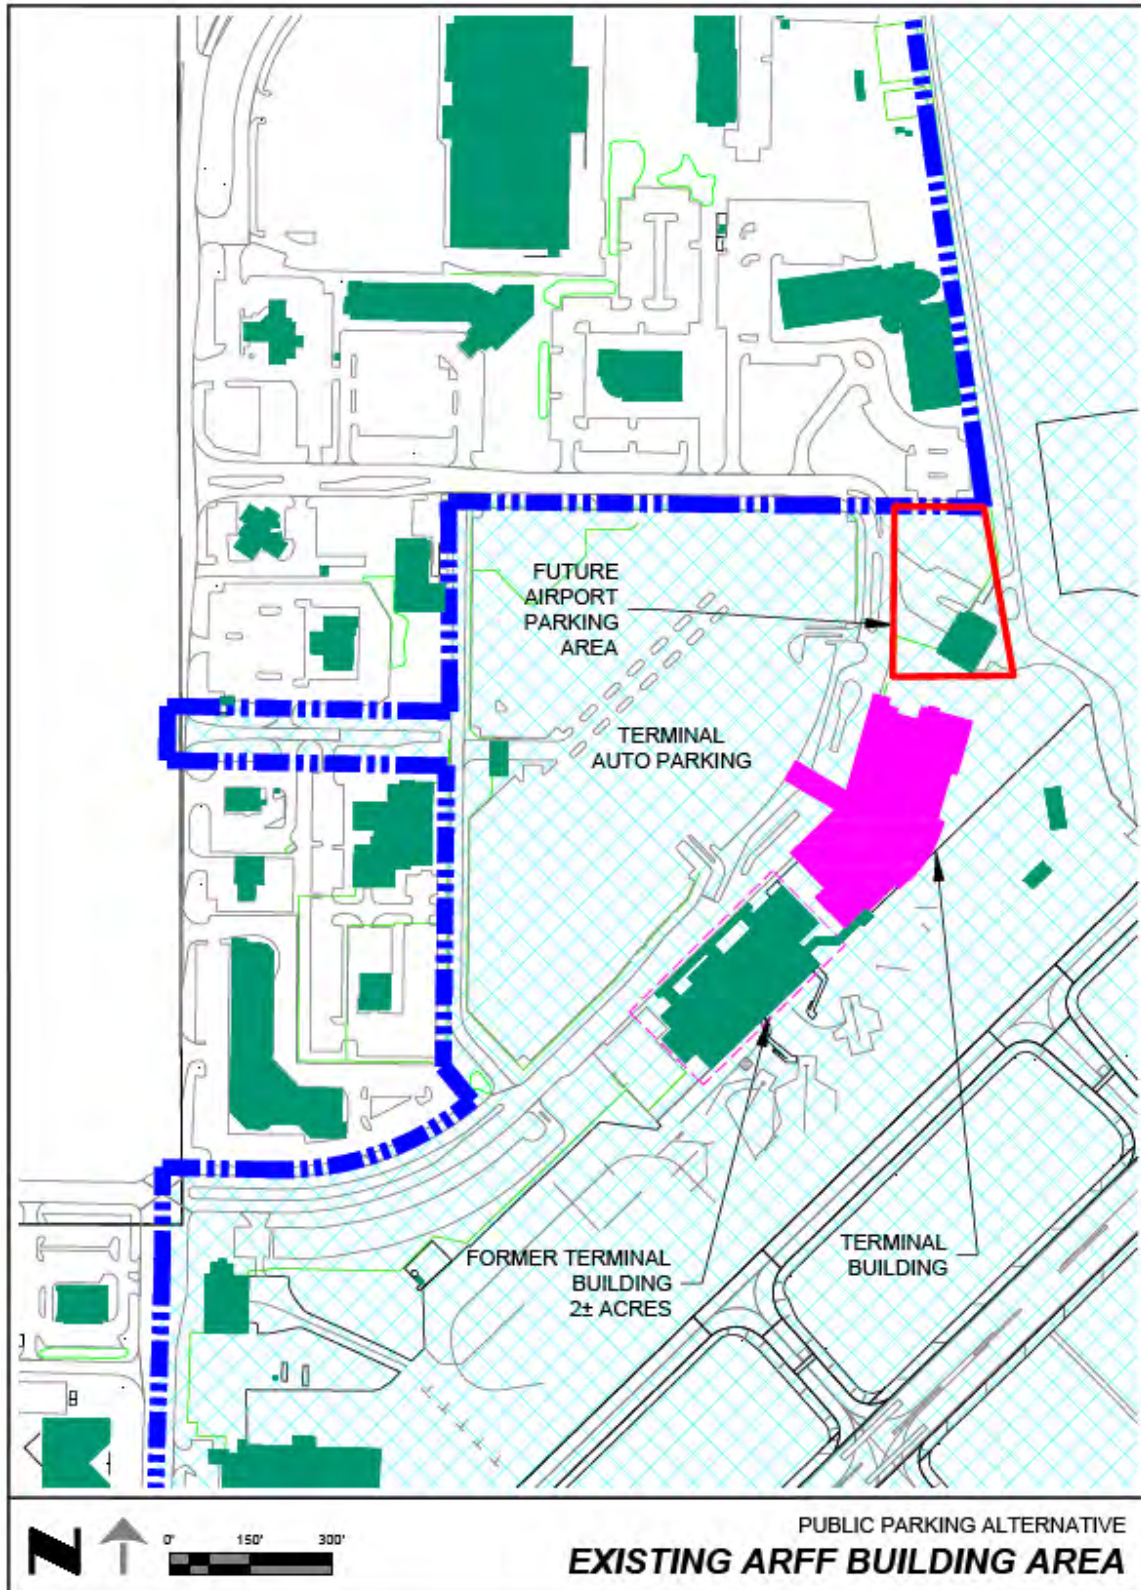 FUTURE
AIRPORT
PARKING
AREA
TERMINAL
AUTO PARKING
FORMER TERMINAL
BUILDING
2± ACRES
TERMINAL
BUILDING
N
0'
150'
300'
PUBLIC PARKING ALTERNATIVE
EXISTING ARFF BUILDING AREA